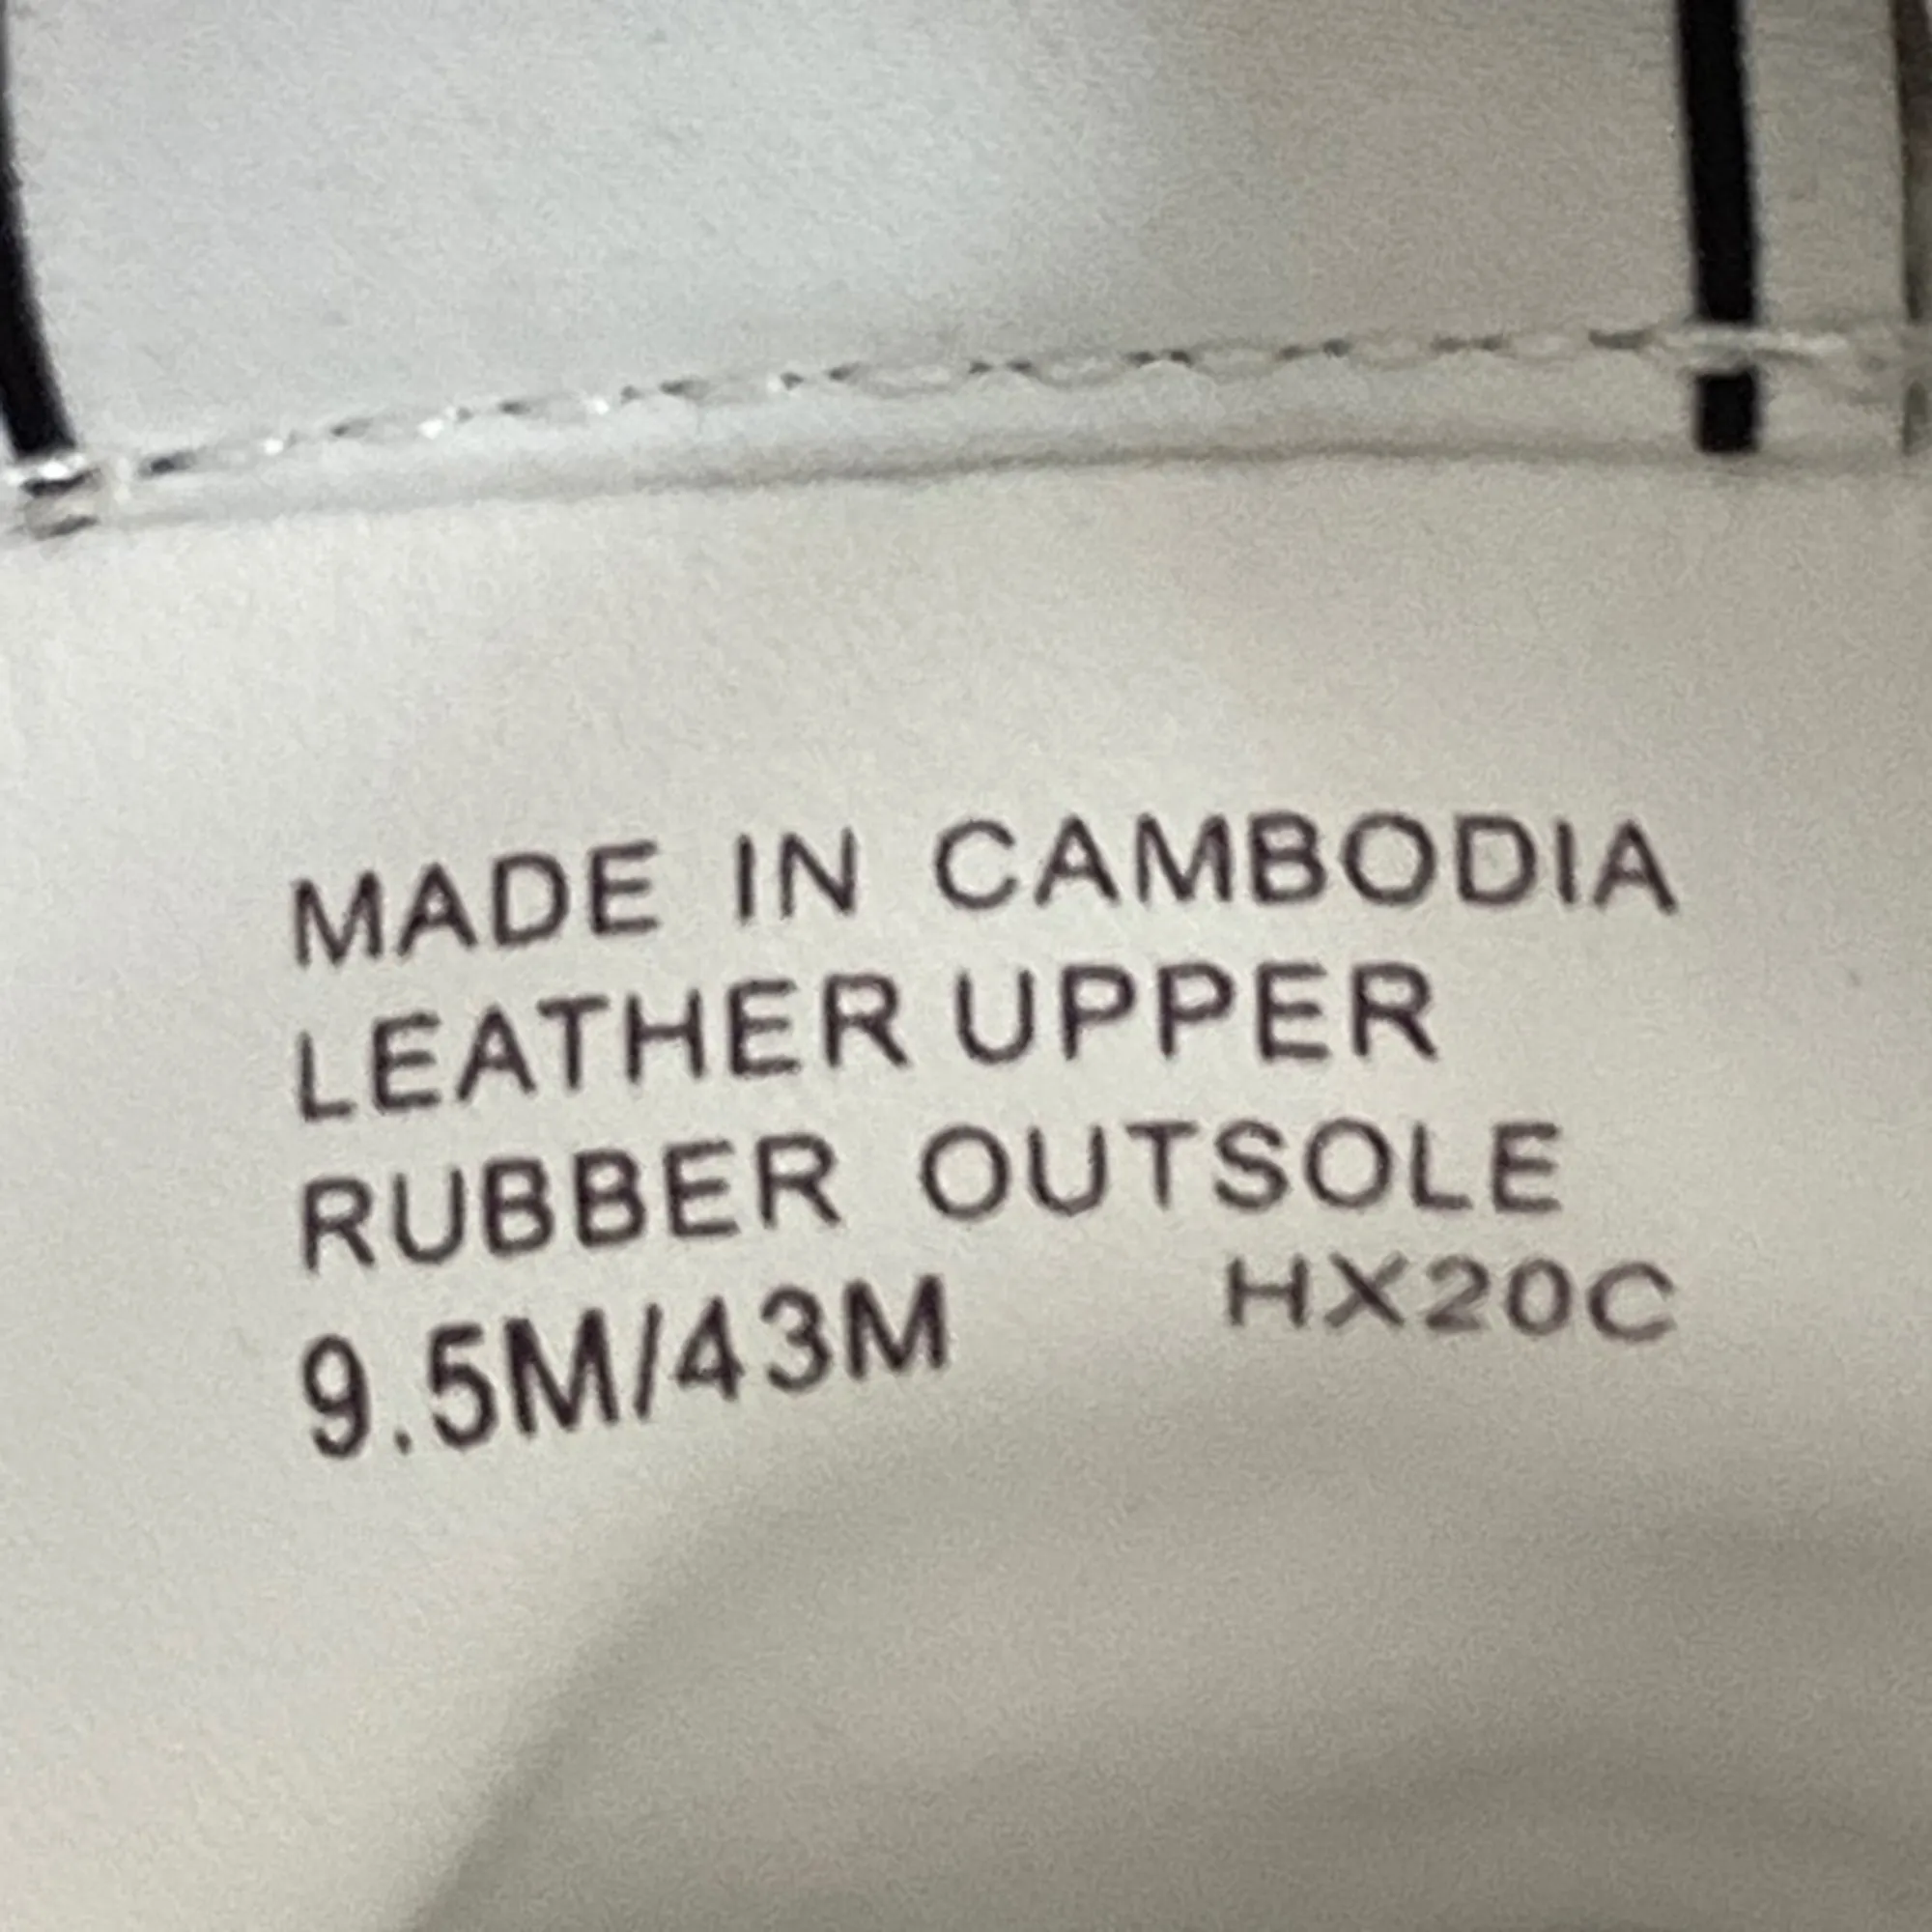 MADE IN CAMBODIA
LEATHER UPPER
RUBBER OUTSOLE
9.5M/43M HX20C